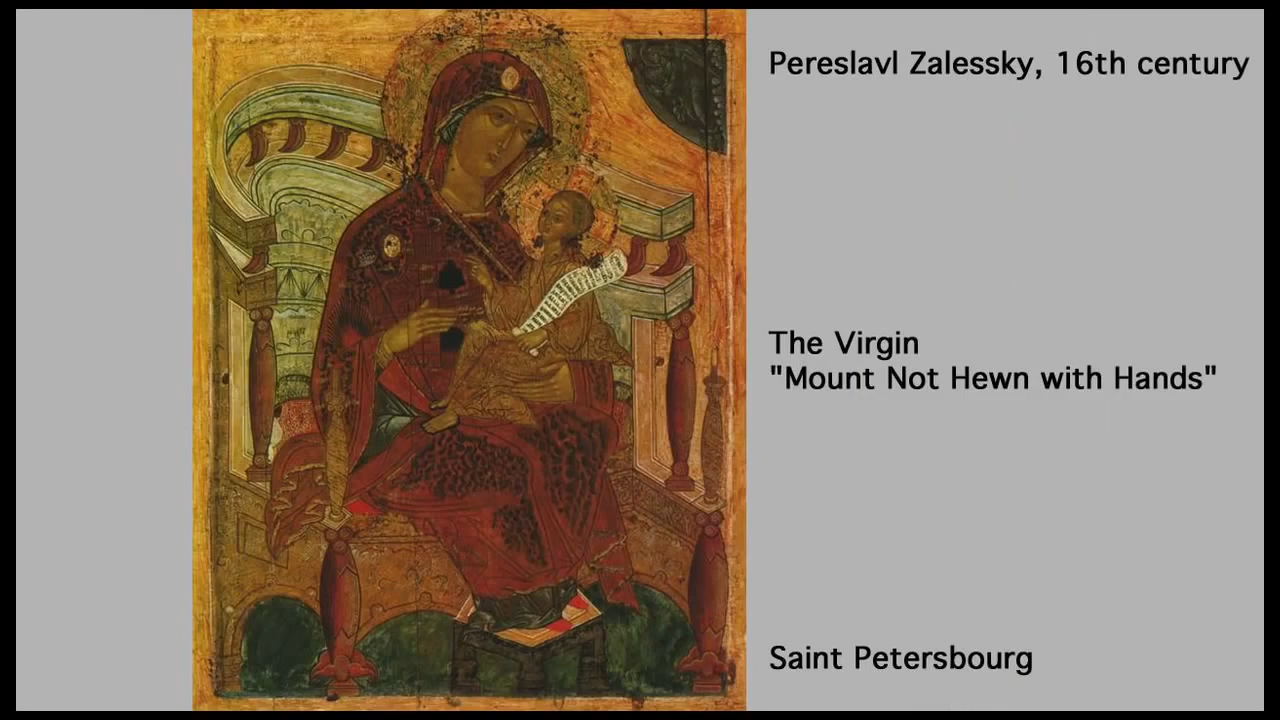 Pereslavl Zalessky, 16th century
The Virgin
"Mount Not Hewn with Hands"
Saint Petersbourg